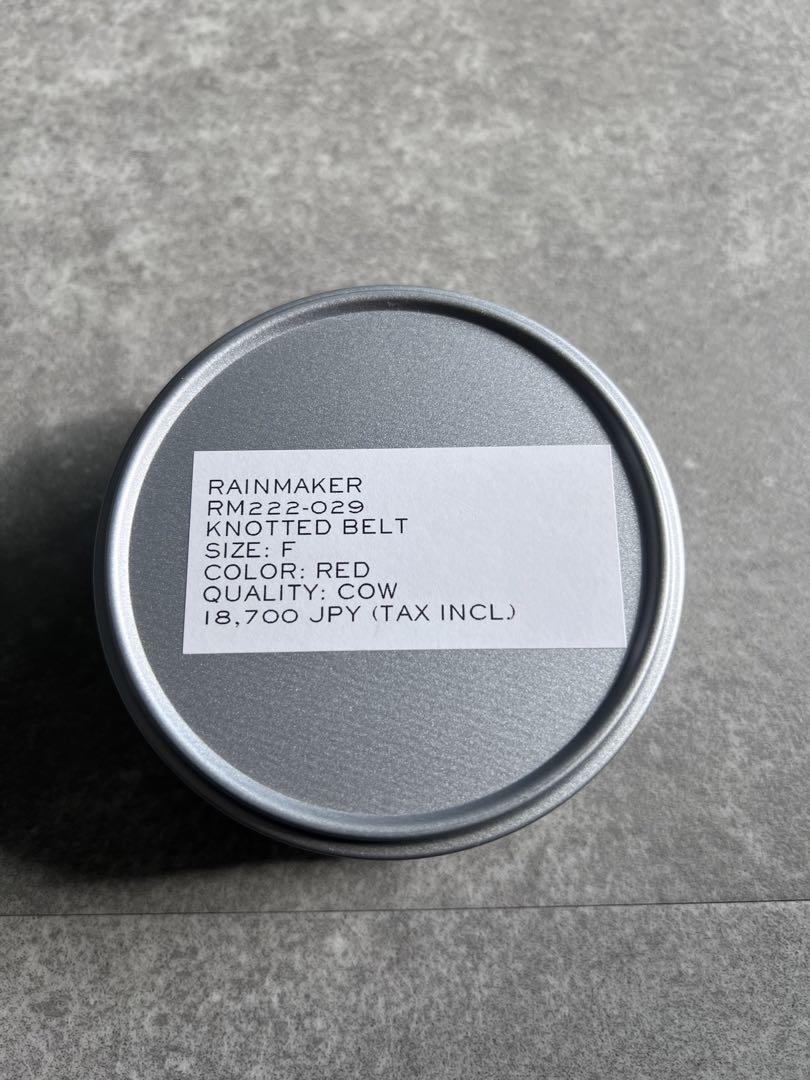 RAINMAKER
RM222-029
KNOTTED BELT
SIZE: F
COLOR: RED
QUALITY: COW
18,700 JPY (TAX INCL.)